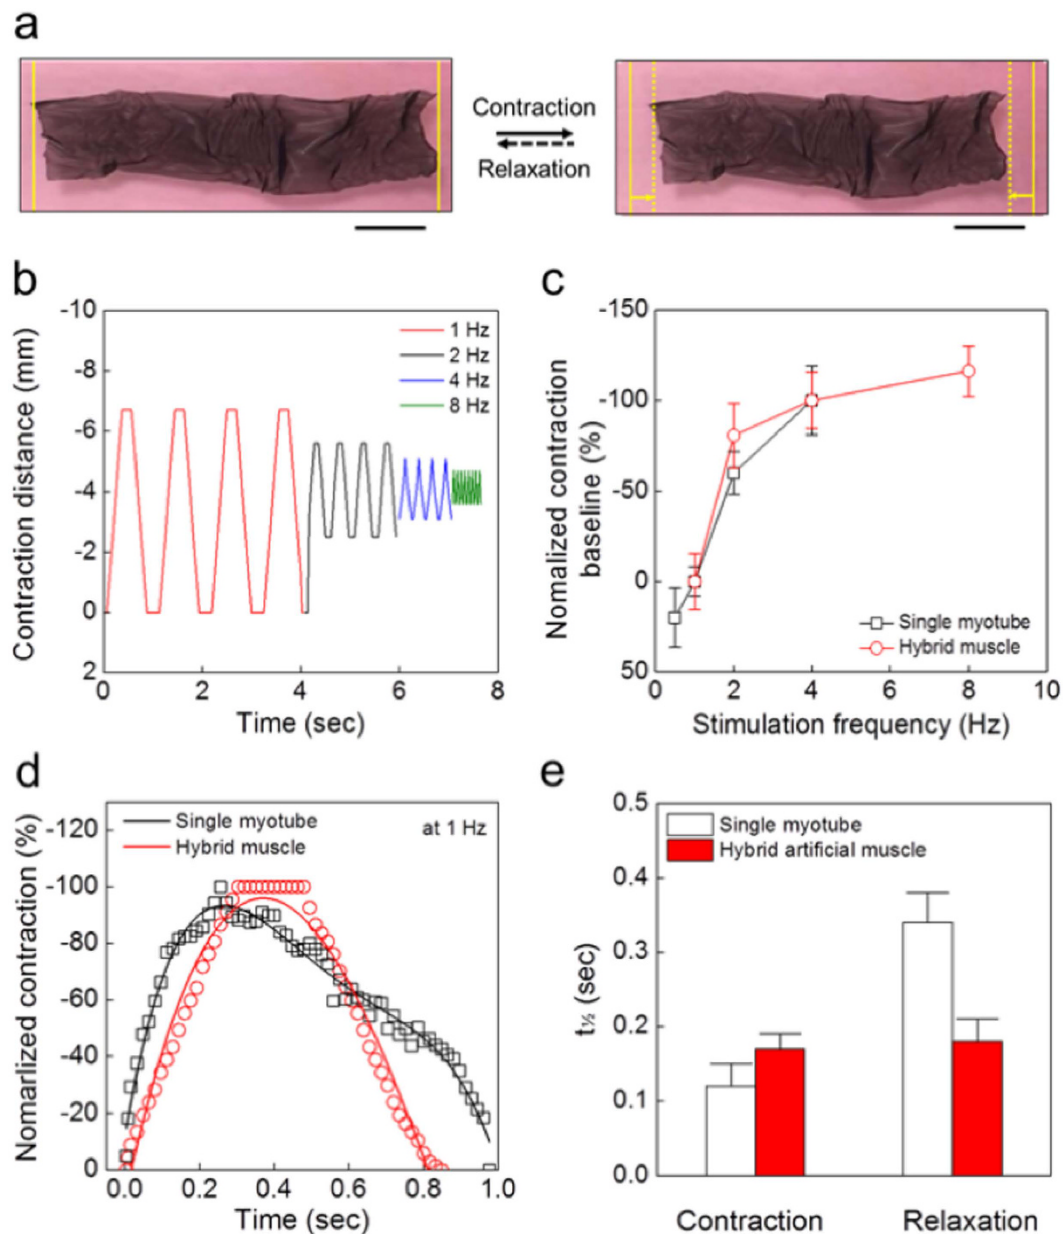 a
Contraction
Relaxation
b
Contraction distance (mm)
-10
-8
-6
-4
-2
0
2
1 Hz
2 Hz
4 Hz
8 Hz
0 2 4 6 8
Time (sec)
c
Nomalized contraction
baseline (%)
-150
-100
-50
0
50
Single myotube
Hybrid muscle
0 2 4 6 8 10
Stimulation frequency (Hz)
d
Nomarlized contraction (%)
-120
-100
-80
-60
-40
-20
0
Single myotube
Hybrid muscle
at 1 Hz
0.0 0.2 0.4 0.6 0.8 1.0
Time (sec)
e
t½ (sec)
0.5
0.4
0.3
0.2
0.1
0.0
Single myotube
Hybrid artificial muscle
Contraction Relaxation